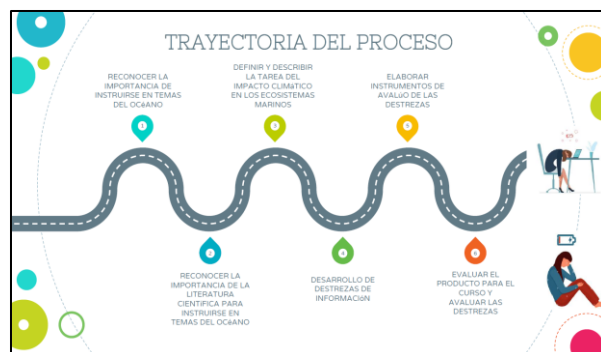 TRAYECTORIA DEL PROCESO
RECONOCER LA
IMPORTANCIA DE
INSTRUIRSE EN TEMAS
DEL OCéANO
1
RECONOCER LA
IMPORTANCIA DE LA
LITERATURA
CIENTIFICA PARA
INSTRUIRSE EN
TEMAS DEL OCéANO
2
DEFINIR Y DESCRIBIR
LA TAREA DEL
IMPACTO CLIMáTICO
EN LOS ECOSISTEMAS
MARINOS
3
DESARROLLO DE
DESTREZAS DE
INFORMACIóN
4
ELABORAR
INSTRUMENTOS DE
AVALúO DE LAS
DESTREZAS
5
EVALUAR EL
PRODUCTO PARA EL
CURSO Y
AVALUAR LAS
DESTREZAS
6